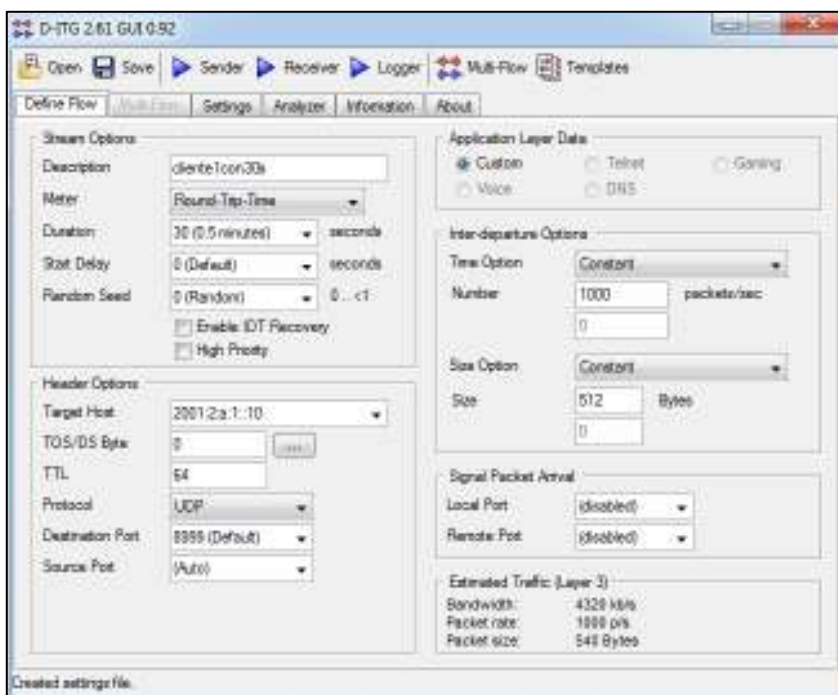 D-ITG 2.61 GUI 0.92
Open Save Sender Receiver Logger Multi-Flow Templates
Define Flow Multi-Flow Settings Analyzer Information About
Stream Options
Description cliente1con30s
Meter Round-Trip-Time
Duration 30 (0.5 minutes) seconds
Start Delay 0 (Default) seconds
Random Seed 0 (Random) 0...<1
Enable IDT Recovery
High Priority
Header Options
Target Host 2001:2:a:1::10
TOS/DS Byte 0 ...
TTL 64
Protocol UDP
Destination Port 8999 (Default)
Source Port (Auto)
Application Layer Data
Custom Telnet Gaming
Voice DNS
Inter-departure Options
Time Option Constant
Number 1000 packets/sec
0
Size Option Constant
Size 512 Bytes
0
Signal Packet Arrival
Local Port (disabled)
Remote Port (disabled)
Estimated Traffic (Layer 3)
Bandwidth: 4320 kb/s
Packet rate: 1000 p/s
Packet size: 540 Bytes
Created settings file.